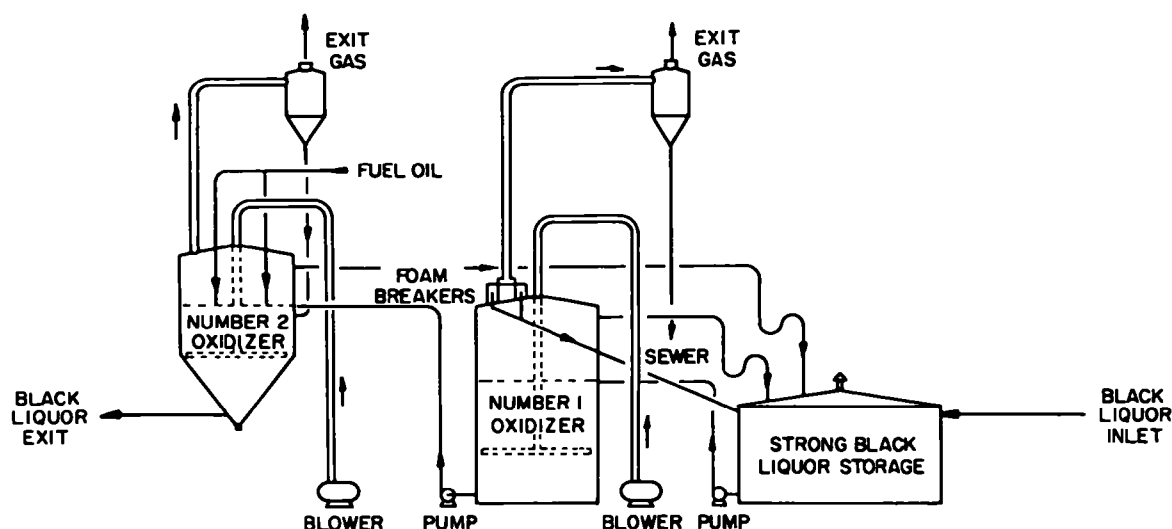 EXIT
GAS
EXIT
GAS
FUEL OIL
FOAM
BREAKERS
NUMBER 2
OXIDIZER
SEWER
BLACK
LIQUOR
EXIT
NUMBER 1
OXIDIZER
BLACK
LIQUOR
INLET
STRONG BLACK
LIQUOR STORAGE
BLOWER
PUMP
BLOWER
PUMP